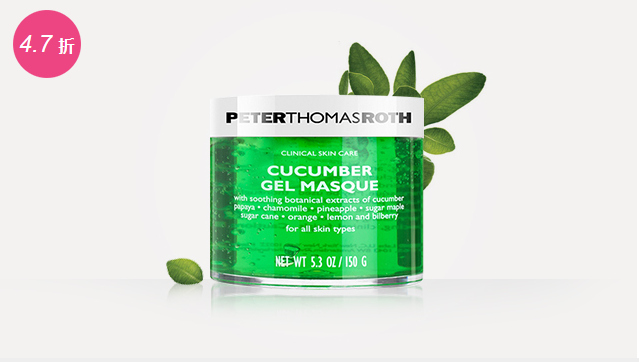 4.7 折
PETERTHOMASROTH
CLINICAL SKIN CARE
CUCUMBER
GEL MASQUE
with soothing botanical extracts of cucumber
papaya • chamomile • pineapple • sugar maple
sugar cane • orange • lemon and bilberry
for all skin types
NET WT 5.3 OZ / 150 G